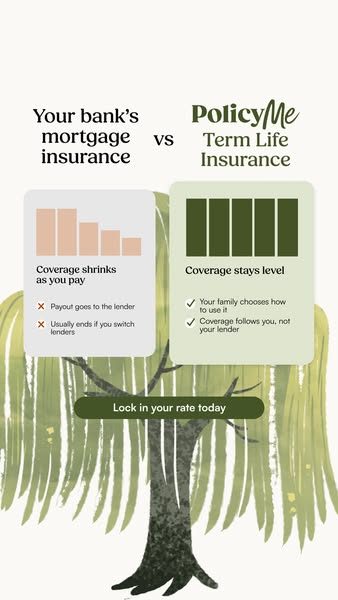 Your bank's
mortgage
insurance
vs
PolicyMe
Term Life
Insurance
Coverage shrinks
as you pay
Payout goes to the lender
Usually ends if you switch
lenders
Coverage stays level
Your family chooses how
to use it
Coverage follows you, not
your lender
Lock in your rate today